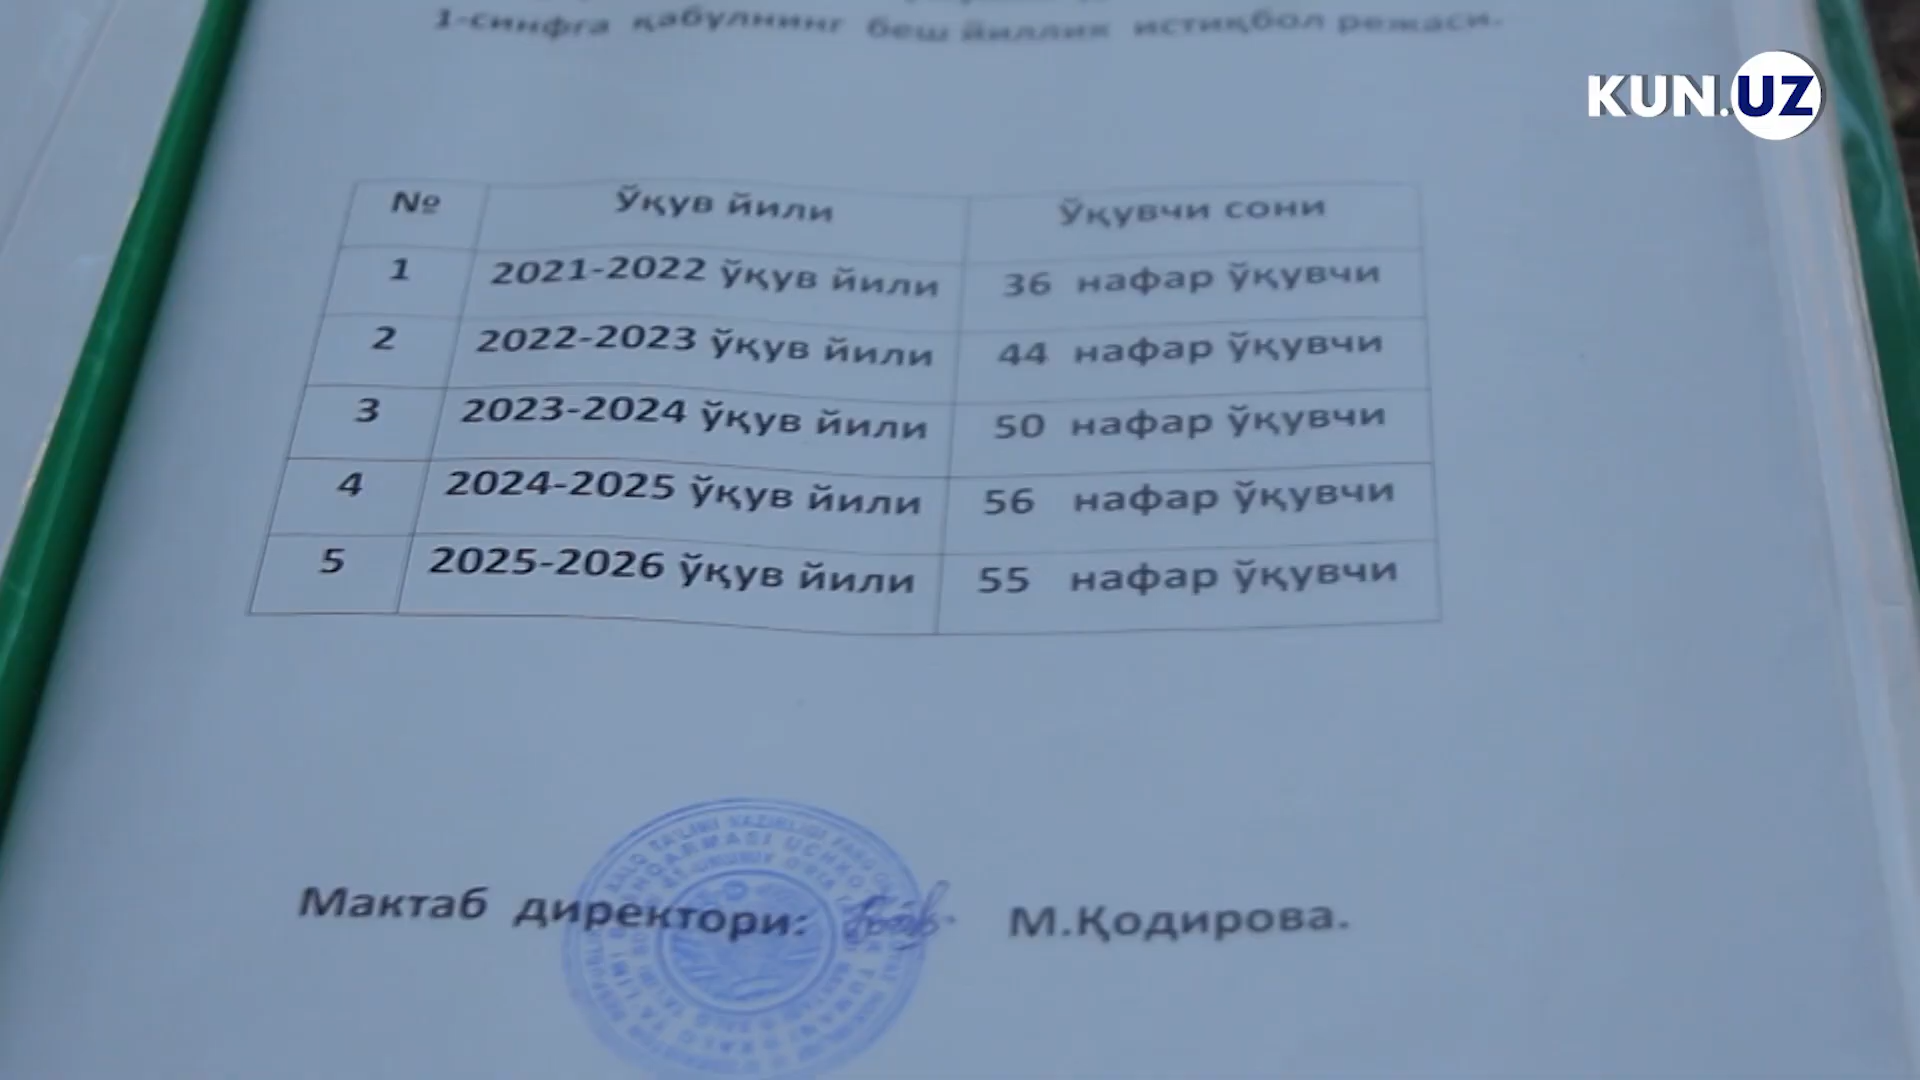 1-синфга қабулнинг беш йиллик истиқбол режаси.
KUN.UZ
№ Ўқув йили Ўқувчи сони
1 2021-2022 ўқув йили 36 нафар ўқувчи
2 2022-2023 ўқув йили 44 нафар ўқувчи
3 2023-2024 ўқув йили 50 нафар ўқувчи
4 2024-2025 ўқув йили 56 нафар ўқувчи
5 2025-2026 ўқув йили 55 нафар ўқувчи
Мактаб директори: М.Қодирова.